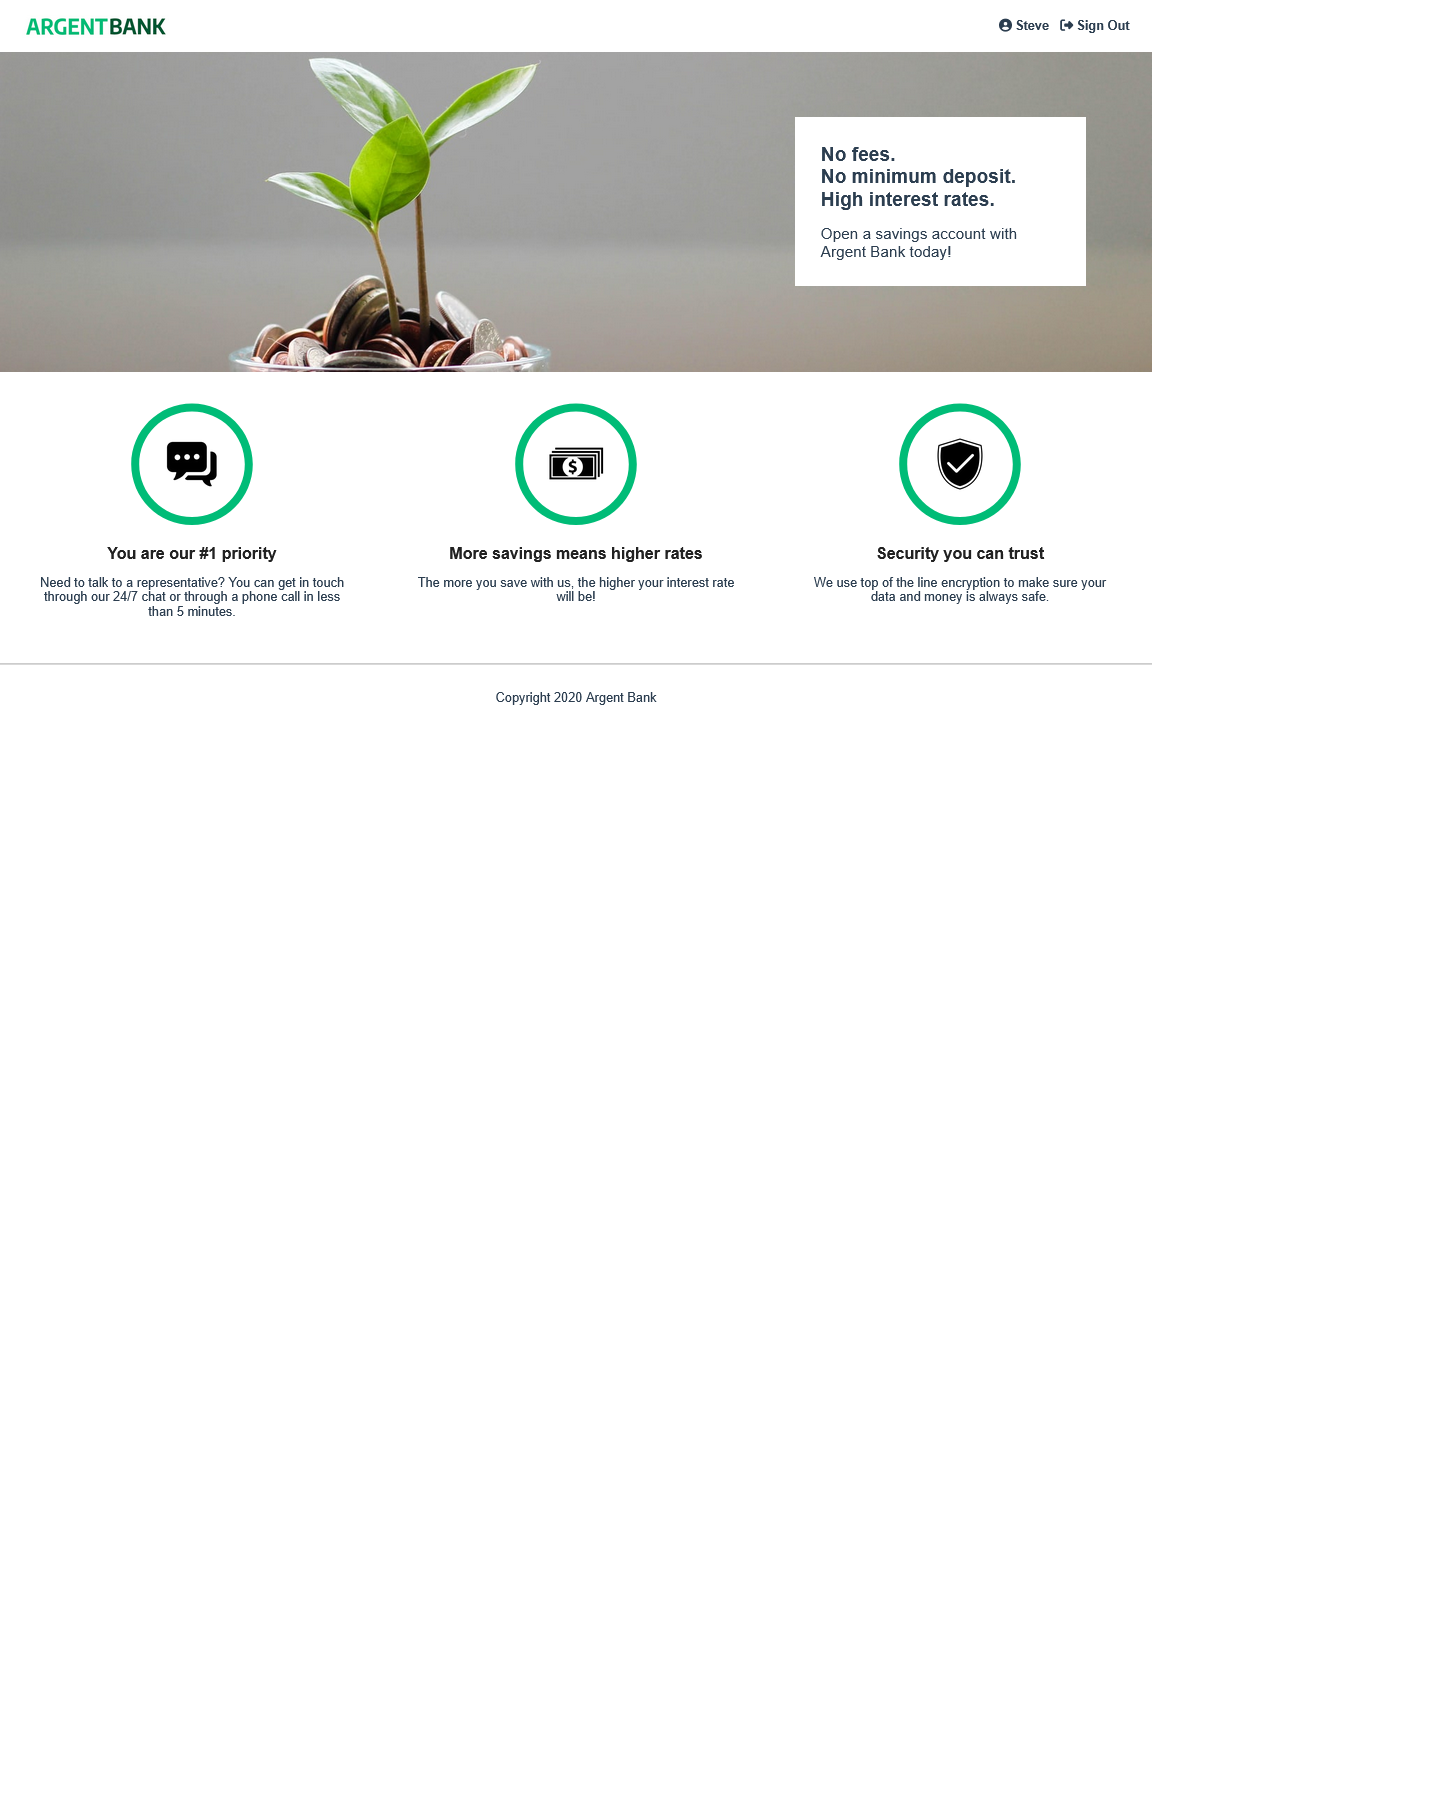 ARGENTBANK
Steve
Sign Out
No fees.
No minimum deposit.
High interest rates.
Open a savings account with
Argent Bank today!
You are our #1 priority
Need to talk to a representative? You can get in touch
through our 24/7 chat or through a phone call in less
than 5 minutes.
More savings means higher rates
The more you save with us, the higher your interest rate
will be!
Security you can trust
We use top of the line encryption to make sure your
data and money is always safe.
Copyright 2020 Argent Bank